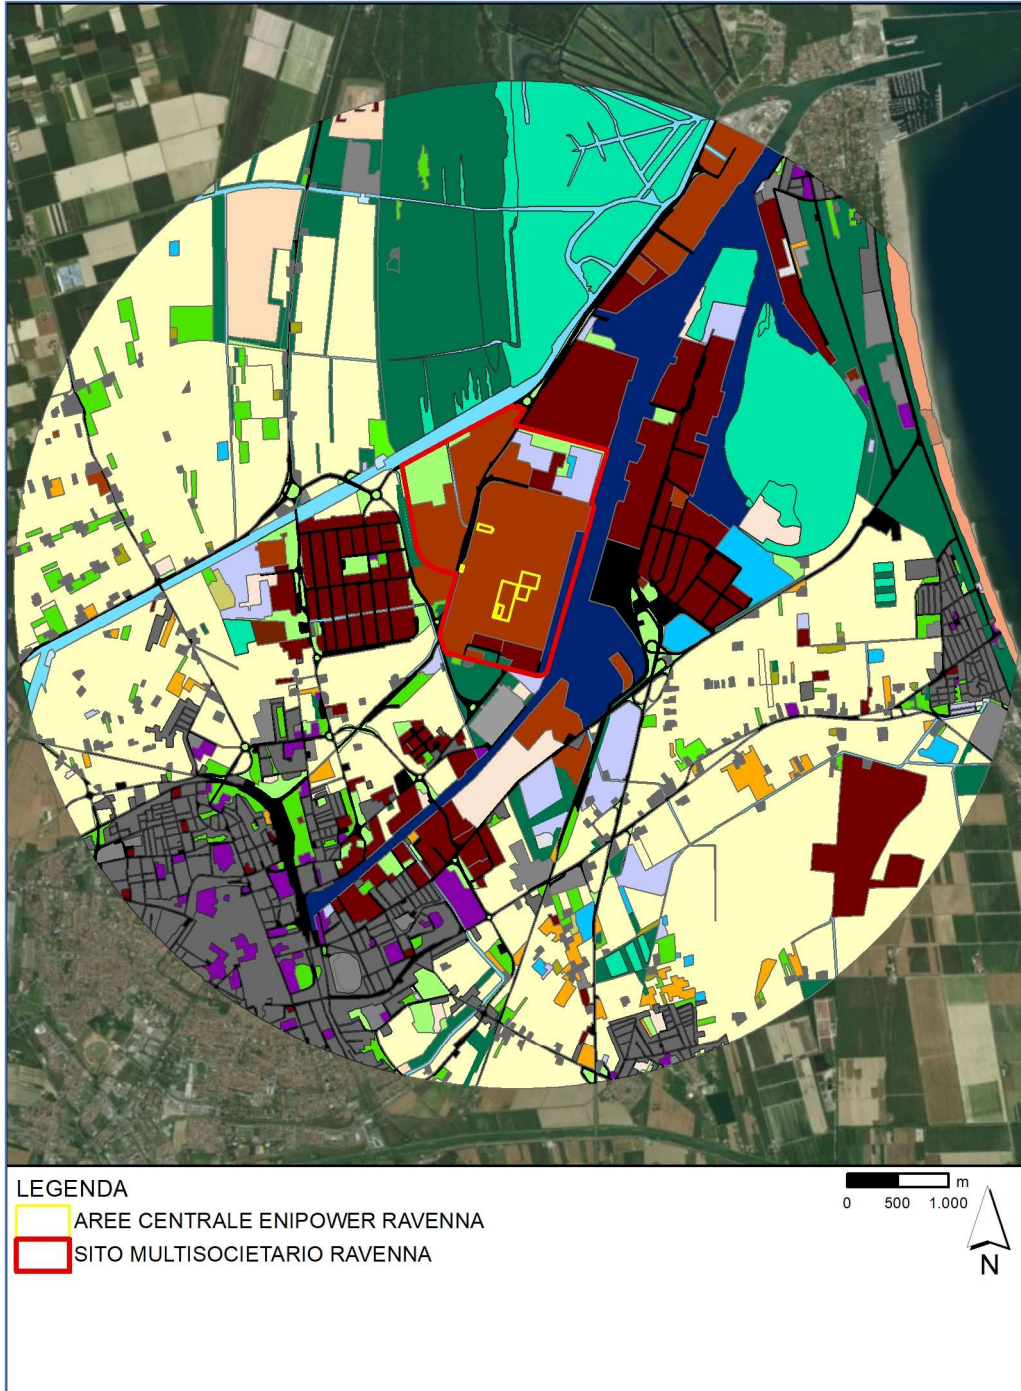 LEGENDA
AREE CENTRALE ENIPOWER RAVENNA
SITO MULTISOCIETARIO RAVENNA
m
0 500 1.000
N